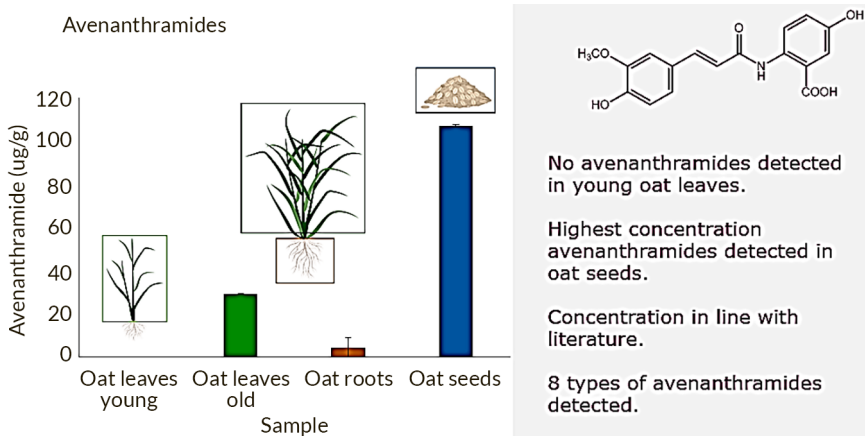 Avenanthramides
Avenanthramide (ug/g)
120
100
80
60
40
20
0
Oat leaves
young
Oat leaves
old
Oat roots
Oat seeds
Sample
O
OH
H₃CO
N
H
HO
COOH
No avenanthramides detected
in young oat leaves.
Highest concentration
avenanthramides detected in
oat seeds.
Concentration in line with
literature.
8 types of avenanthramides
detected.